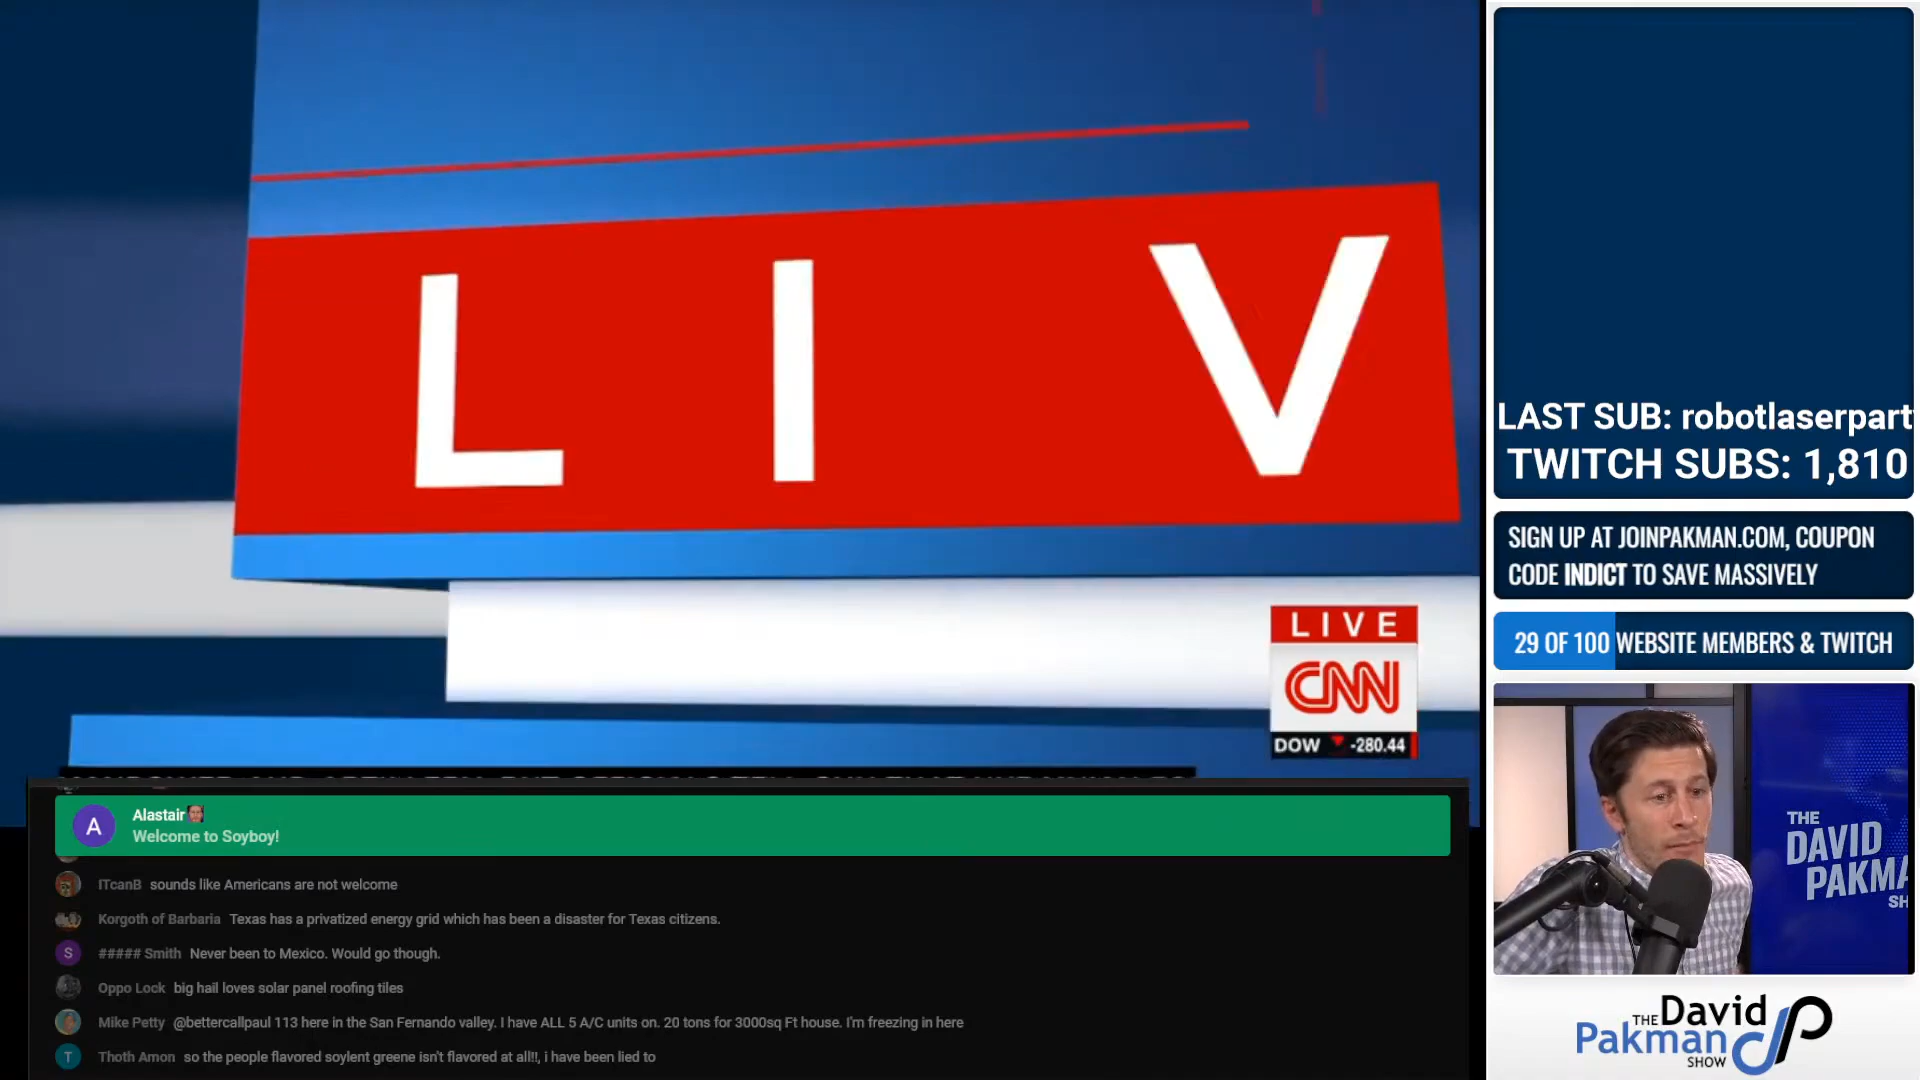 L I V
LIVE
CNN
DOW -280.44
Alastair
Welcome to Soyboy!
A
ITcanB sounds like Americans are not welcome
Korgoth of Barbaria Texas has a privatized energy grid which has been a disaster for Texas citizens.
S ##### Smith Never been to Mexico. Would go though.
Oppo Lock big hail loves solar panel roofing tiles
Mike Petty @bettercallpaul 113 here in the San Fernando valley. I have ALL 5 A/C units on. 20 tons for 3000sq Ft house. I'm freezing in here
T Thoth Amon so the people flavored soylent greene isn't flavored at all!!, i have been lied to
LAST SUB: robotlaserpart
TWITCH SUBS: 1,810
SIGN UP AT JOINPAKMAN.COM, COUPON
CODE INDICT TO SAVE MASSIVELY
29 OF 100 WEBSITE MEMBERS & TWITCH
THE
DAVID
PAKMA
SH
THE David
Pakman
SHOW